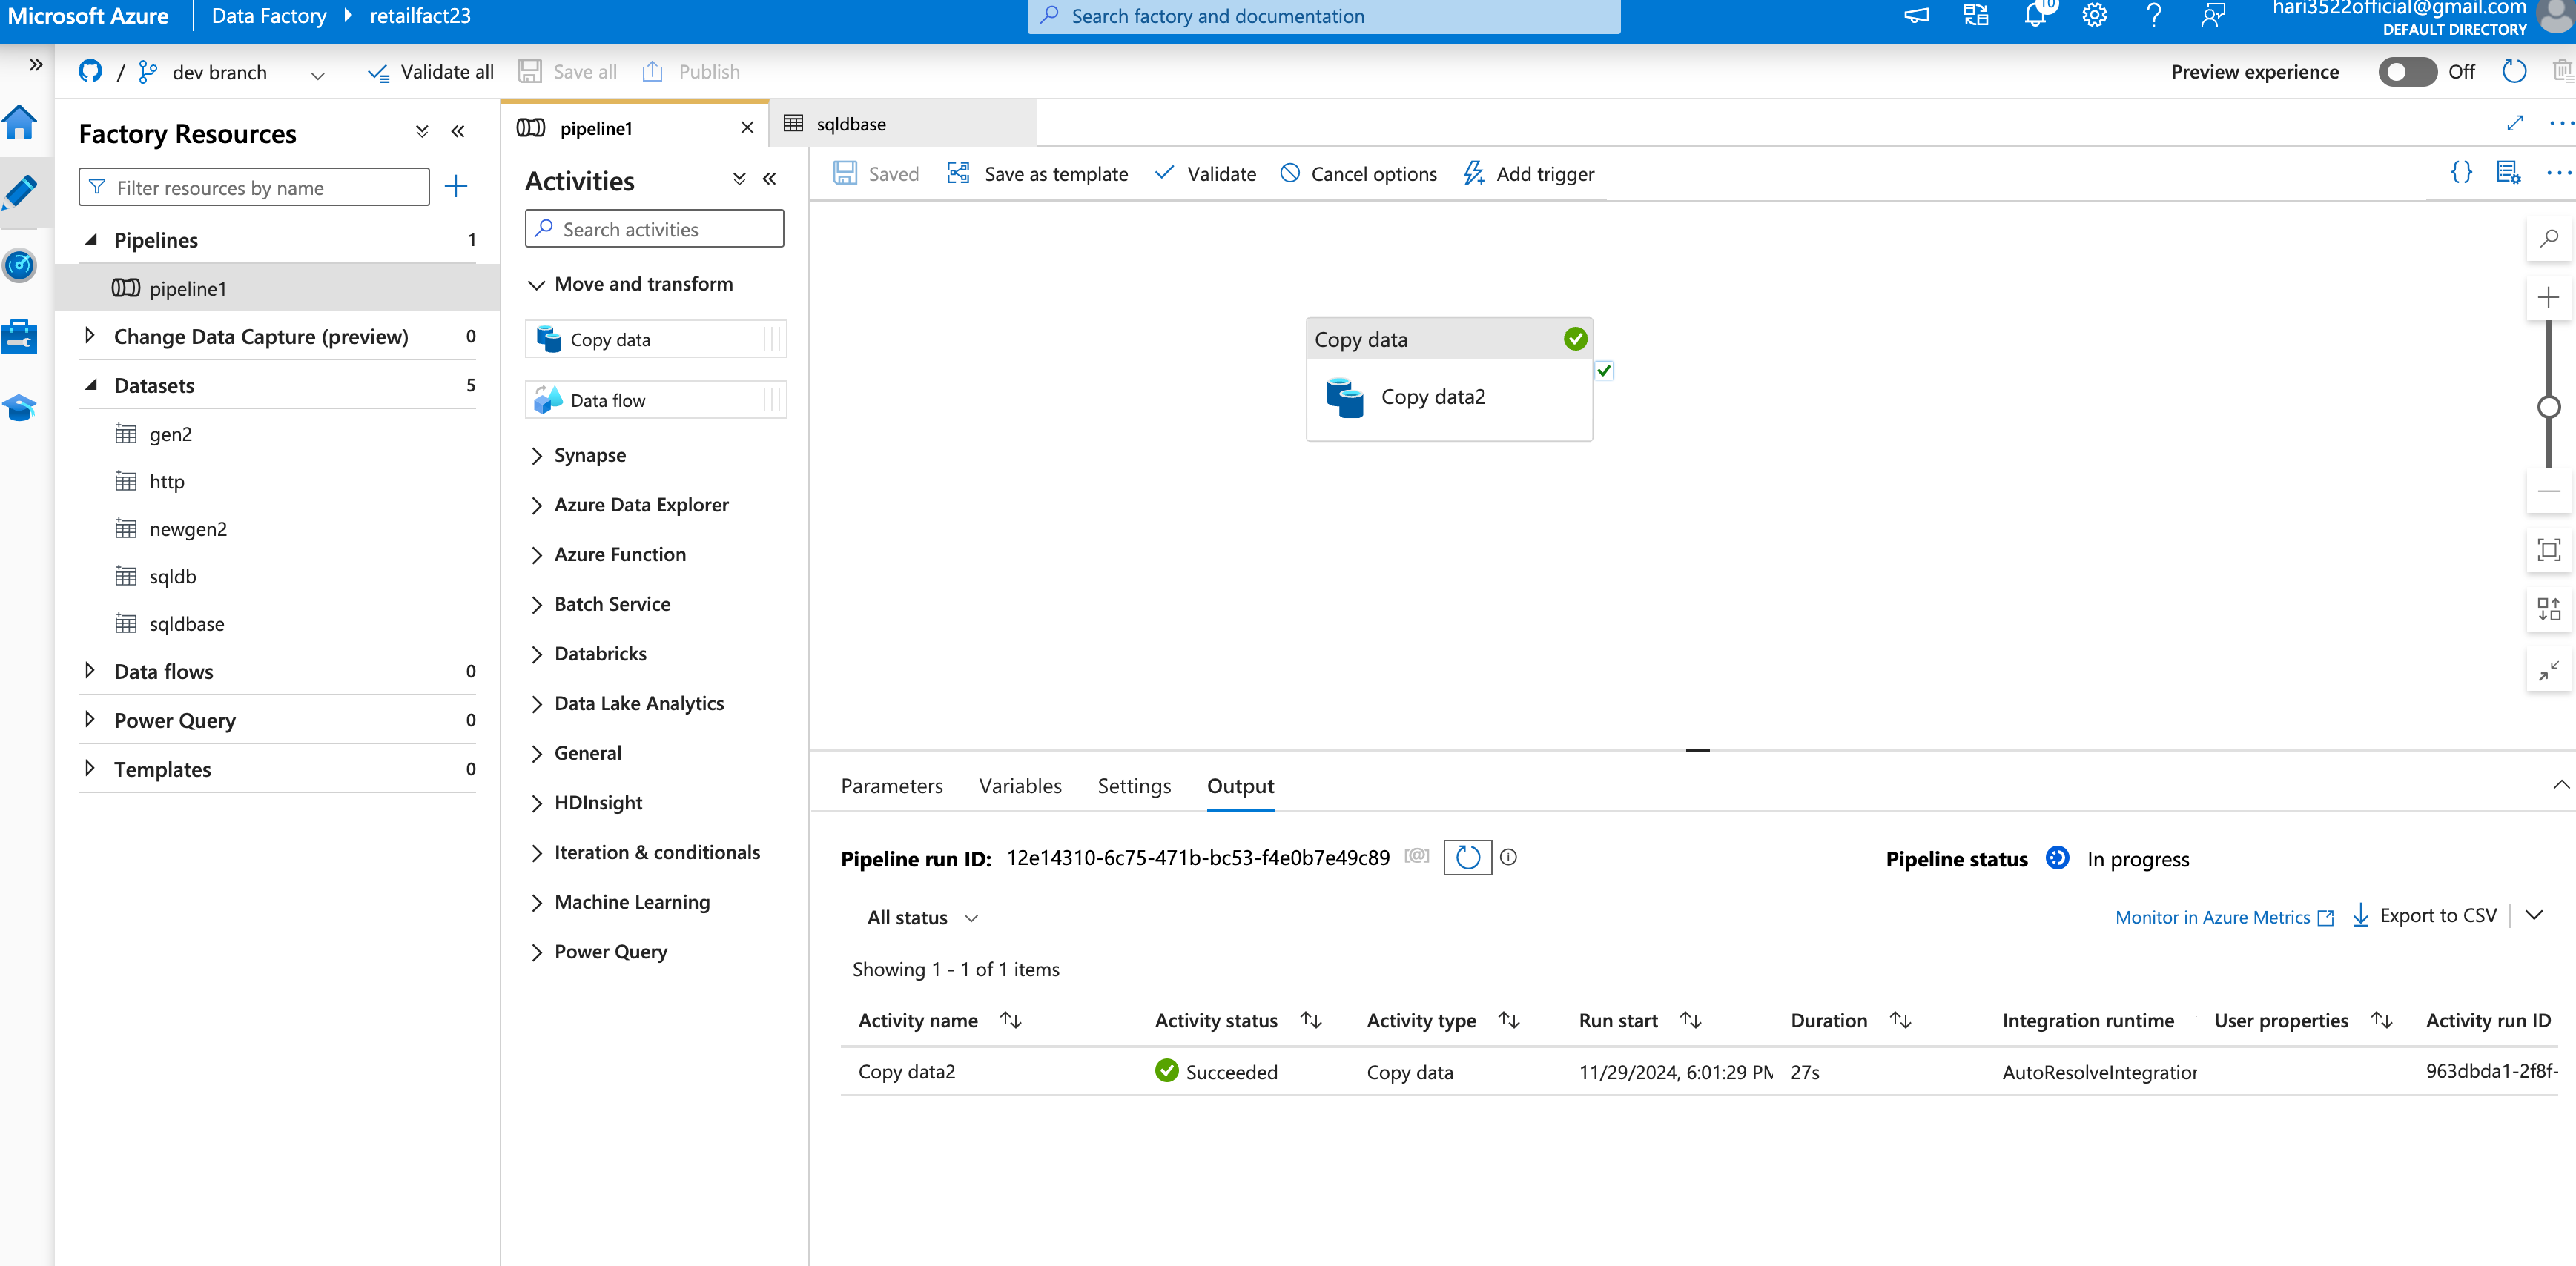 Microsoft Azure
Data Factory
retailfact23
Search factory and documentation
10
hari3522official@gmail.com
DEFAULT DIRECTORY
/
dev branch
Validate all
Save all
Publish
Preview experience
Off
Factory Resources
Filter resources by name
Pipelines 1
pipeline1
Change Data Capture (preview) 0
Datasets 5
gen2
http
newgen2
sqldb
sqldbase
Data flows 0
Power Query 0
Templates 0
pipeline1
sqldbase
Activities
Search activities
Move and transform
Copy data
Data flow
Synapse
Azure Data Explorer
Azure Function
Batch Service
Databricks
Data Lake Analytics
General
HDInsight
Iteration & conditionals
Machine Learning
Power Query
Saved
Save as template
Validate
Cancel options
Add trigger
{}
Copy data
Copy data2
Parameters Variables Settings Output
Pipeline run ID: 12e14310-6c75-471b-bc53-f4e0b7e49c89 [@]
Pipeline status In progress
All status
Monitor in Azure Metrics
Export to CSV
Showing 1 - 1 of 1 items
Activity name Activity status Activity type Run start Duration Integration runtime User properties Activity run ID
Copy data2 Succeeded Copy data 11/29/2024, 6:01:29 PM 27s AutoResolveIntegration 963dbda1-2f8f-